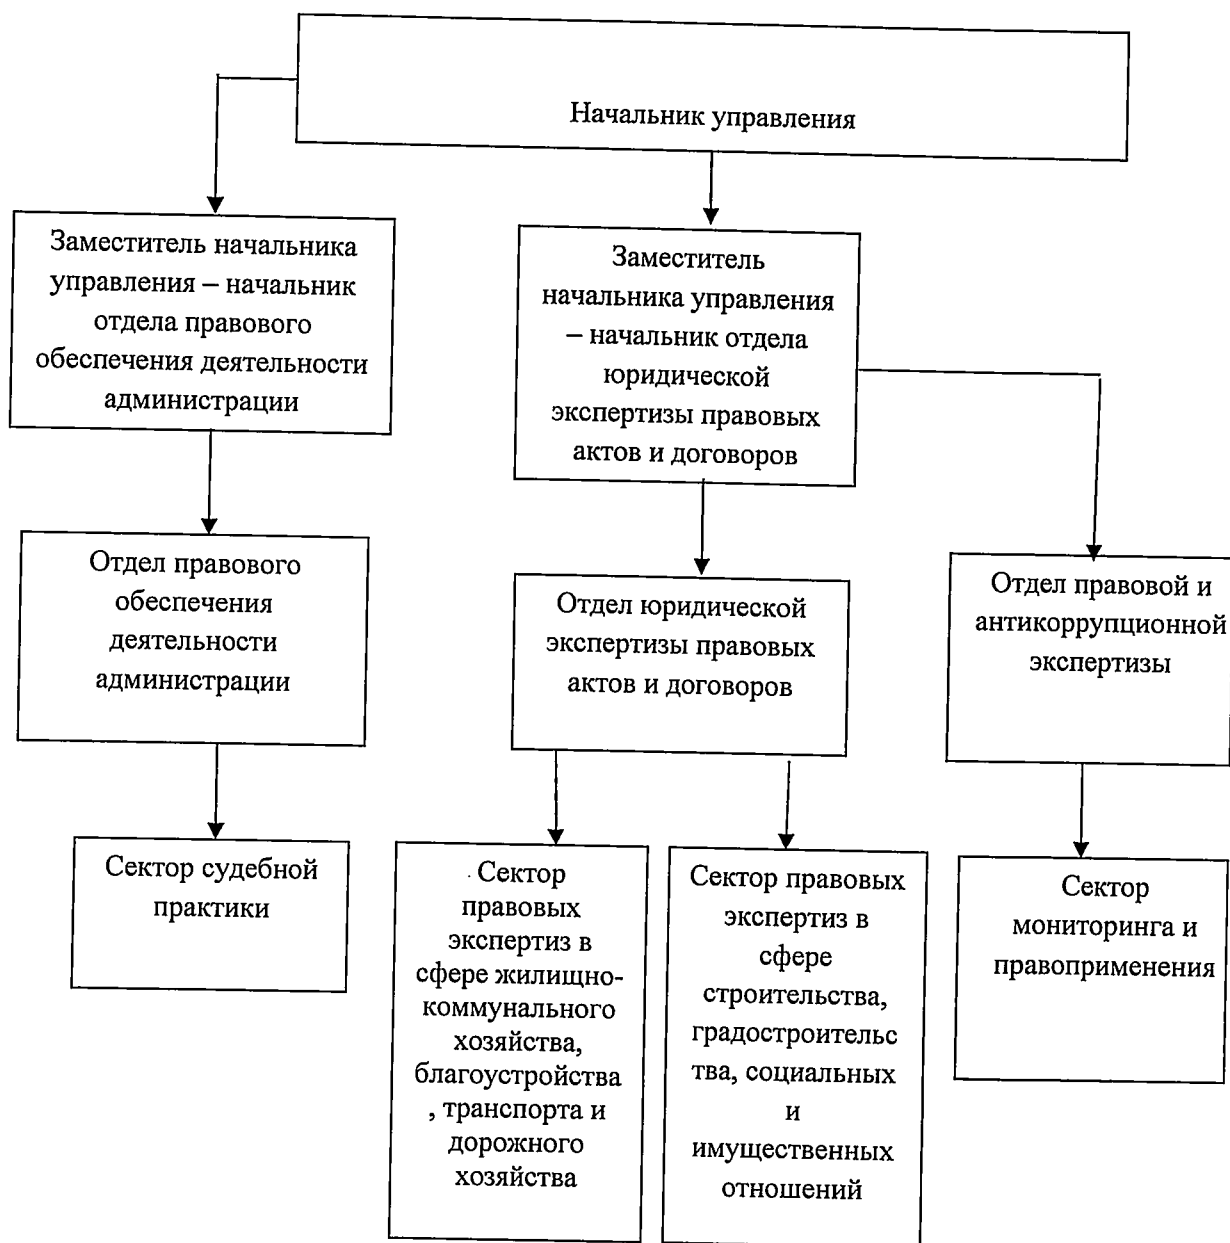 Начальник управления
Заместитель начальника
управления – начальник
отдела правового
обеспечения деятельности
администрации
Заместитель
начальника управления
– начальник отдела
юридической
экспертизы правовых
актов и договоров
Отдел правового
обеспечения
деятельности
администрации
Отдел юридической
экспертизы правовых
актов и договоров
Отдел правовой и
антикоррупционной
экспертизы
Сектор судебной
практики
Сектор
правовых
экспертиз в
сфере жилищно-
коммунального
хозяйства,
благоустройства
, транспорта и
дорожного
хозяйства
Сектор правовых
экспертиз в
сфере
строительства,
градостроительс
тва, социальных
и
имущественных
отношений
Сектор
мониторинга и
правоприменения